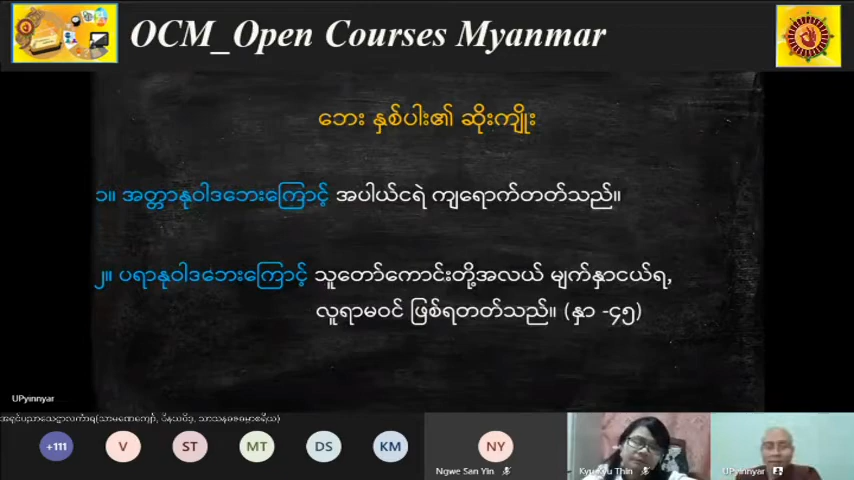 OCM_Open Courses Myanmar
ဘေး နှစ်ပါး၏ ဆိုးကျိုး
၁။ အတ္တာနုဝါဒဘေးကြောင့် အပါယ်ငရဲ ကျရောက်တတ်သည်။
၂။ ပရာနုဝါဒဘေးကြောင့် သူတော်ကောင်းတို့အလယ် မျက်နှာငယ်ရ,
လူရာမဝင် ဖြစ်ရတတ်သည်။ (နှာ -၄၅)
UPyinnyar
+111
V
ST
MT
DS
KM
NY
Ngwe San Yin
Kyu Kyu Thin
UPyinnyar